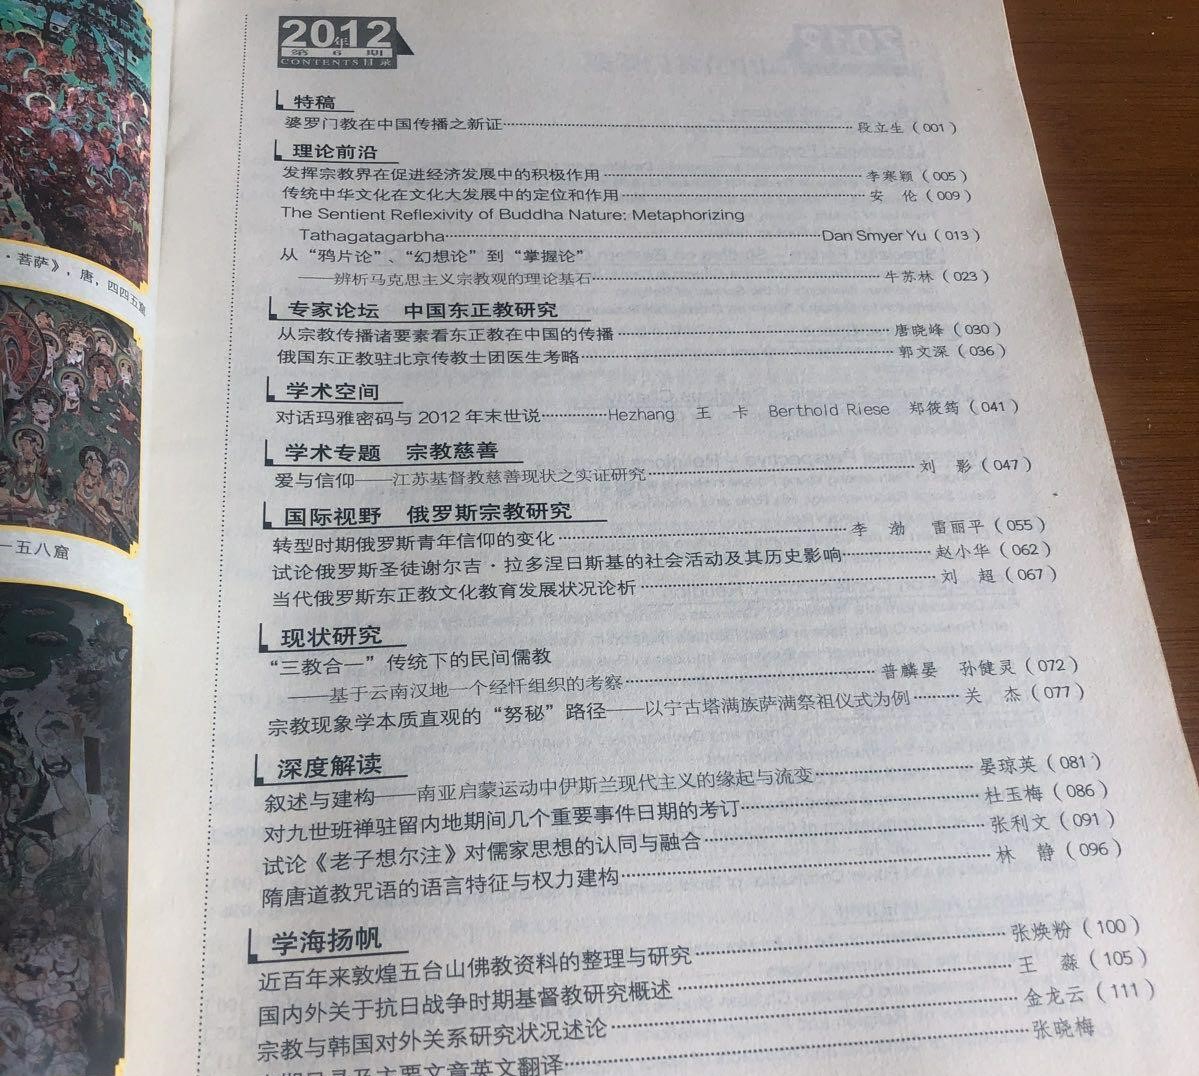 2012年
第6期
CONTENTS目录
特稿
婆罗门教在中国传播之新证 段立生（001）
理论前沿
发挥宗教界在促进经济发展中的积极作用 李寒颖（005）
传统中华文化在文化大发展中的定位和作用 安 伦（009）
The Sentient Reflexivity of Buddha Nature: Metaphorizing
Tathagatagarbha Dan Smyer Yu（013）
从“鸦片论”、“幻想论”到“掌握论”
——辨析马克思主义宗教观的理论基石 牛苏林（023）
专家论坛 中国东正教研究
从宗教传播诸要素看东正教在中国的传播 唐晓峰（030）
俄国东正教驻北京传教士团医生考略 郭文深（036）
学术空间
对话玛雅密码与2012年末世说 Hezhang 王 卡 Berthold Riese 郑筱筠（041）
学术专题 宗教慈善
爱与信仰——江苏基督教慈善现状之实证研究 刘 影（047）
国际视野 俄罗斯宗教研究
转型时期俄罗斯青年信仰的变化 李 渤 雷丽平（055）
试论俄罗斯圣徒谢尔吉·拉多涅日斯基的社会活动及其历史影响 赵小华（062）
当代俄罗斯东正教文化教育发展状况论析 刘 超（067）
现状研究
“三教合一”传统下的民间儒教
——基于云南汉地一个经忏组织的考察 普麟晏 孙健灵（072）
宗教现象学本质直观的“努秘”路径——以宁古塔满族萨满祭祖仪式为例 关 杰（077）
深度解读
叙述与建构——南亚启蒙运动中伊斯兰现代主义的缘起与流变 晏琼英（081）
对九世班禅驻留内地期间几个重要事件日期的考订 杜玉梅（086）
试论《老子想尔注》对儒家思想的认同与融合 张利文（091）
隋唐道教咒语的语言特征与权力建构 林 静（096）
学海扬帆
近百年来敦煌五台山佛教资料的整理与研究 张焕粉（100）
国内外关于抗日战争时期基督教研究概述 王 淼（105）
宗教与韩国对外关系研究状况述论 金龙云（111）
期目录及主要文章英文翻译 张晓梅
·菩萨》，唐，四四五窟
一五八窟